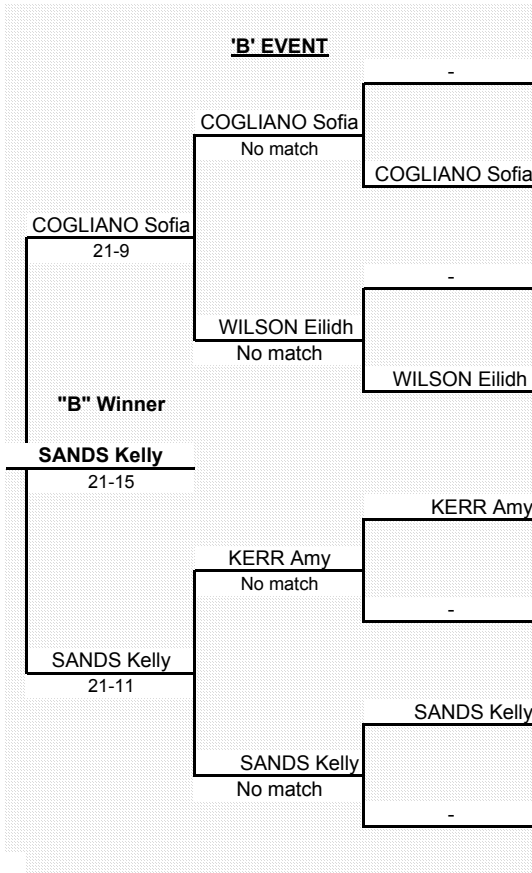 'B' EVENT
-
COGLIANO Sofia
No match
COGLIANO Sofia
COGLIANO Sofia
21-9
-
WILSON Eilidh
No match
WILSON Eilidh
"B" Winner
SANDS Kelly
21-15
KERR Amy
KERR Amy
No match
-
SANDS Kelly
21-11
SANDS Kelly
SANDS Kelly
No match
-